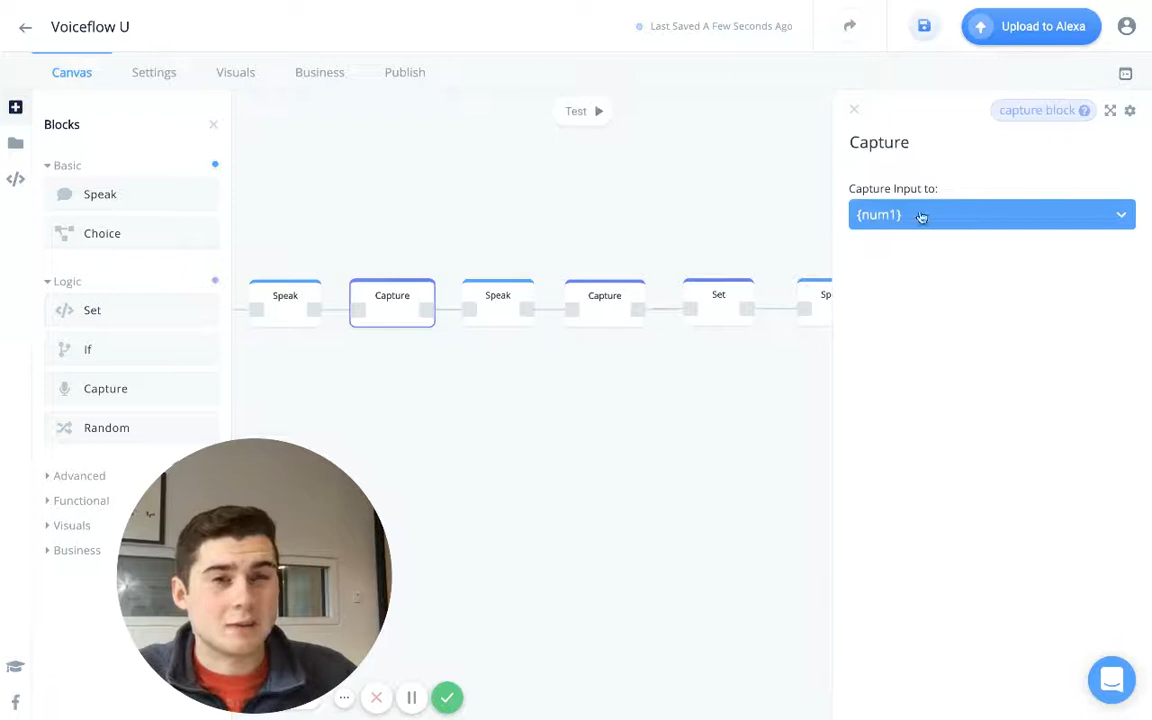 Voiceflow U
Last Saved A Few Seconds Ago
Upload to Alexa
Canvas
Settings
Visuals
Business
Publish
Blocks
Basic
Speak
Choice
Logic
Set
If
Capture
Random
Advanced
Functional
Visuals
Business
Test
Speak
Capture
Speak
Capture
Set
Sp
capture block ?
Capture
Capture Input to:
{num1}